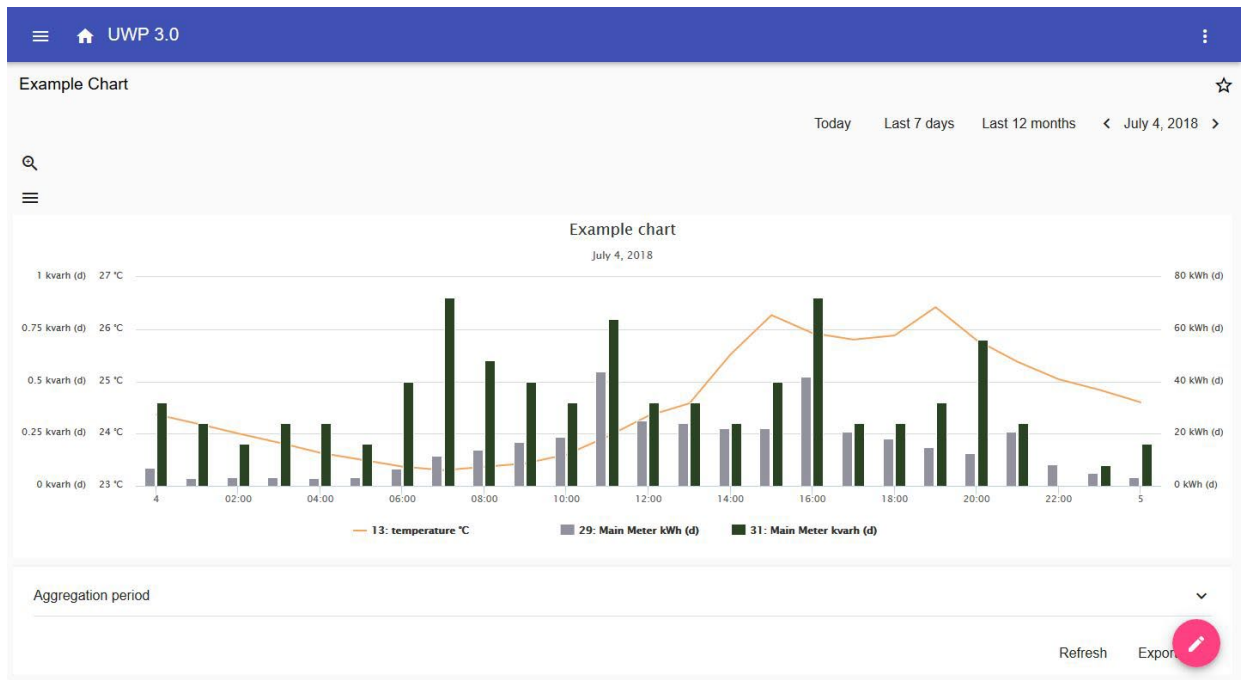 UWP 3.0
Example Chart
Today Last 7 days Last 12 months July 4, 2018
Example chart
July 4, 2018
1 kvarh (d) 27 °C 80 kWh (d)
0.75 kvarh (d) 26 °C 60 kWh (d)
0.5 kvarh (d) 25 °C 40 kWh (d)
0.25 kvarh (d) 24 °C 20 kWh (d)
0 kvarh (d) 23 °C 0 kWh (d)
4 02:00 04:00 06:00 08:00 10:00 12:00 14:00 16:00 18:00 20:00 22:00 5
13: temperature °C 29: Main Meter kWh (d) 31: Main Meter kvarh (d)
Aggregation period
Refresh Export